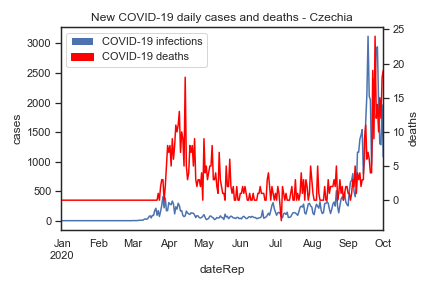 New COVID-19 daily cases and deaths - Czechia
COVID-19 infections
COVID-19 deaths
3000
2500
2000
1500
1000
500
0
cases
25
20
15
10
5
0
deaths
Jan Feb Mar Apr May Jun Jul Aug Sep Oct
2020
dateRep